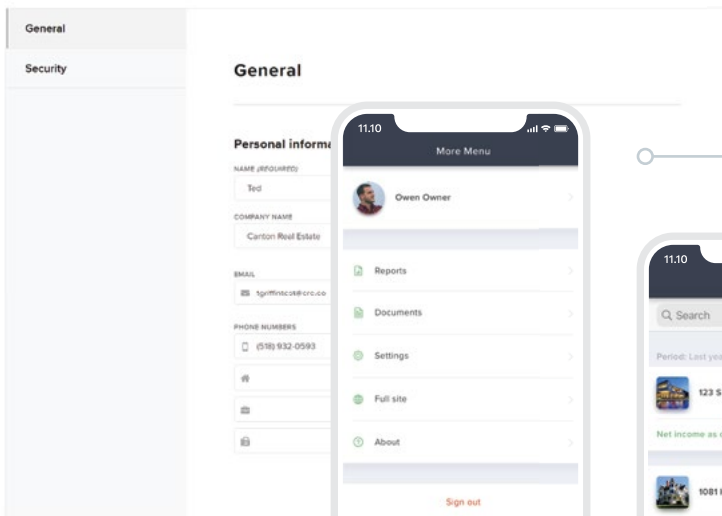 General
Security
General
Personal informa
NAME (REQUIRED)
Ted
COMPANY NAME
Canton Real Estate
EMAIL
PHONE NUMBERS
(518) 932-0593
11.10
More Menu
Owen Owner
Reports
Documents
Settings
Full site
About
Sign out
11.10
Search
Period: Last yea
123 S
Net income as o
1081